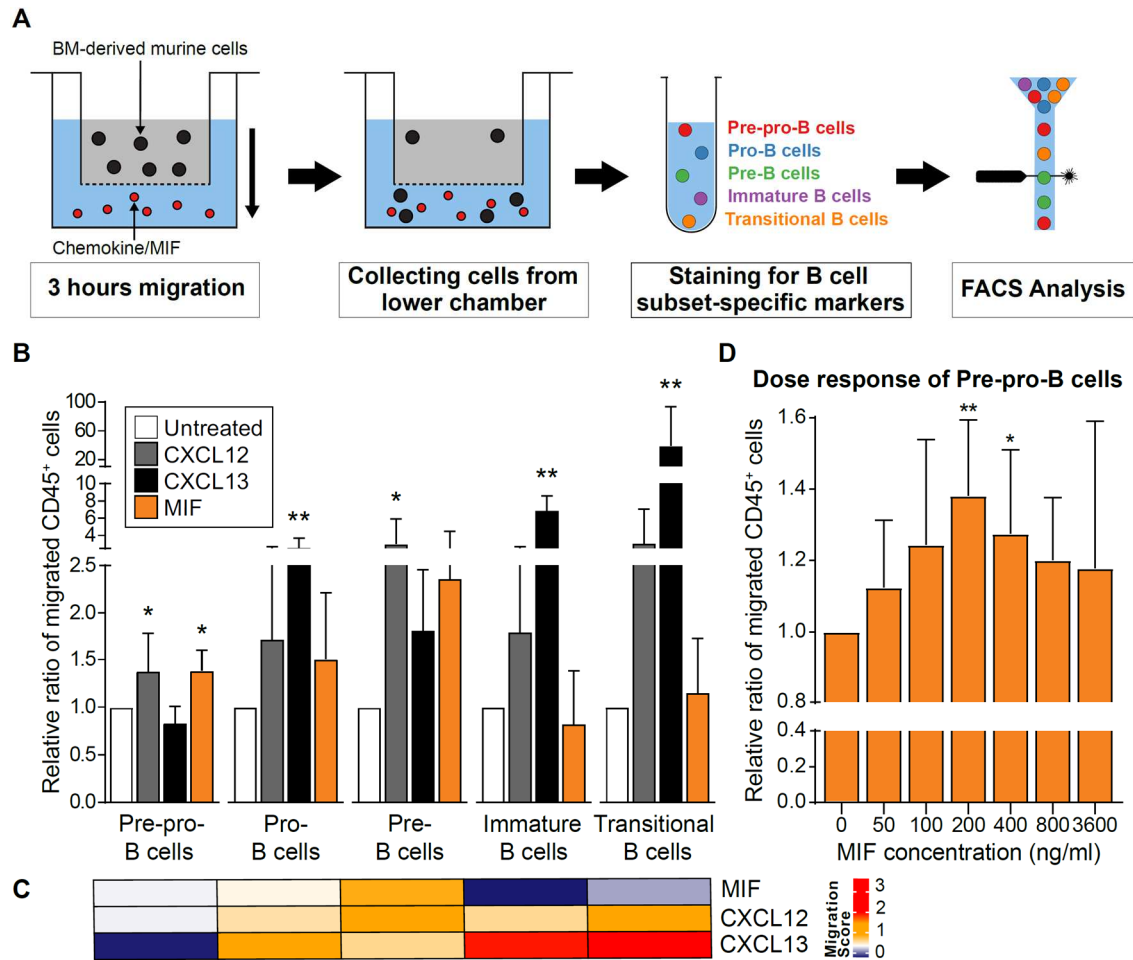 A
BM-derived murine cells
Chemokine/MIF
3 hours migration
Collecting cells from
lower chamber
Pre-pro-B cells
Pro-B cells
Pre-B cells
Immature B cells
Transitional B cells
Staining for B cell
subset-specific markers
FACS Analysis
B
Relative ratio of migrated CD45+ cells
100
60
20
10
8
6
4
2
2.5
2.0
1.5
1.0
0.5
0.0
Untreated
CXCL12
CXCL13
MIF
* *
**
*
**
**
Pre-pro-
B cells
Pro-
B cells
Pre-
B cells
Immature
B cells
Transitional
B cells
C
MIF
CXCL12
CXCL13
Migration
Score
3
2
1
0
D
Dose response of Pre-pro-B cells
Relative ratio of migrated CD45+ cells
1.6
1.4
1.2
1.0
0.8
0.4
0.2
0.0
** *
0 50 100 200 400 800 3600
MIF concentration (ng/ml)